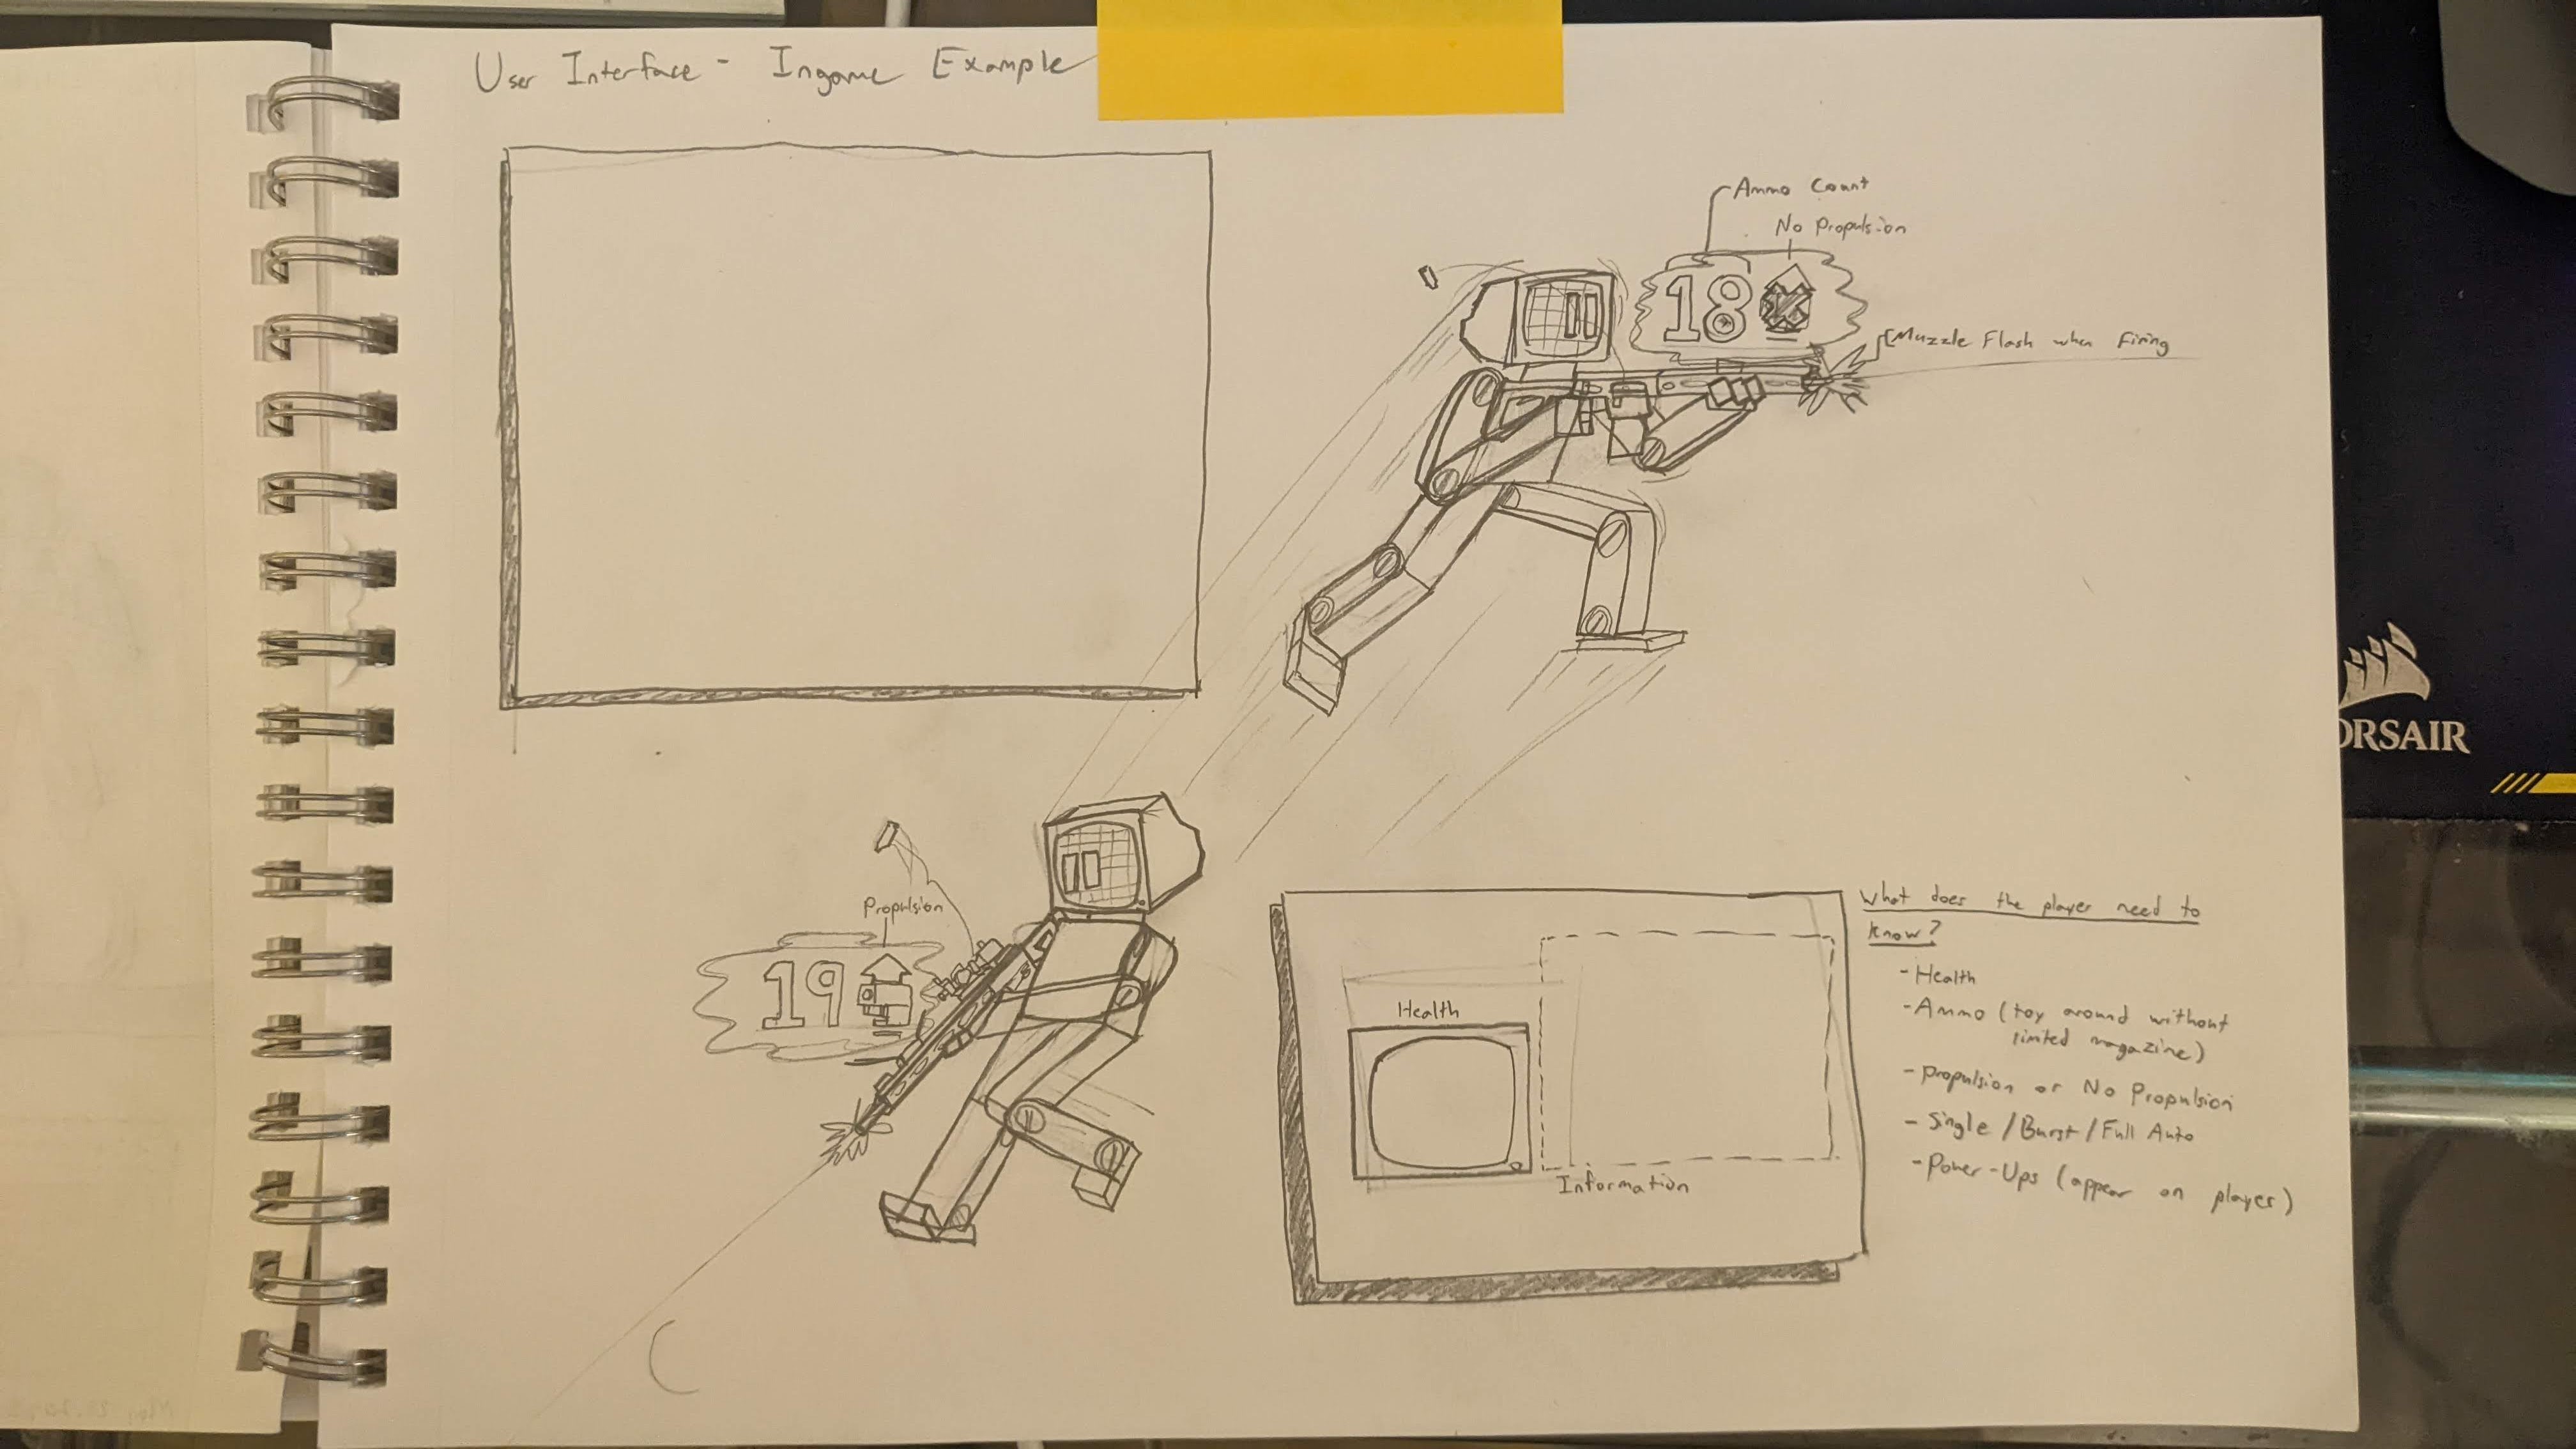 User Interface - Ingame Example
Ammo Count
No Propulsion
18
Muzzle Flash when Firing
Propulsion
19
Health
Information
What does the player need to
know?
- Health
- Ammo (toy around without
limited magazine)
- Propulsion or No Propulsion
- Single / Burst / Full Auto
- Power-Ups (appear on player)
ORSAIR